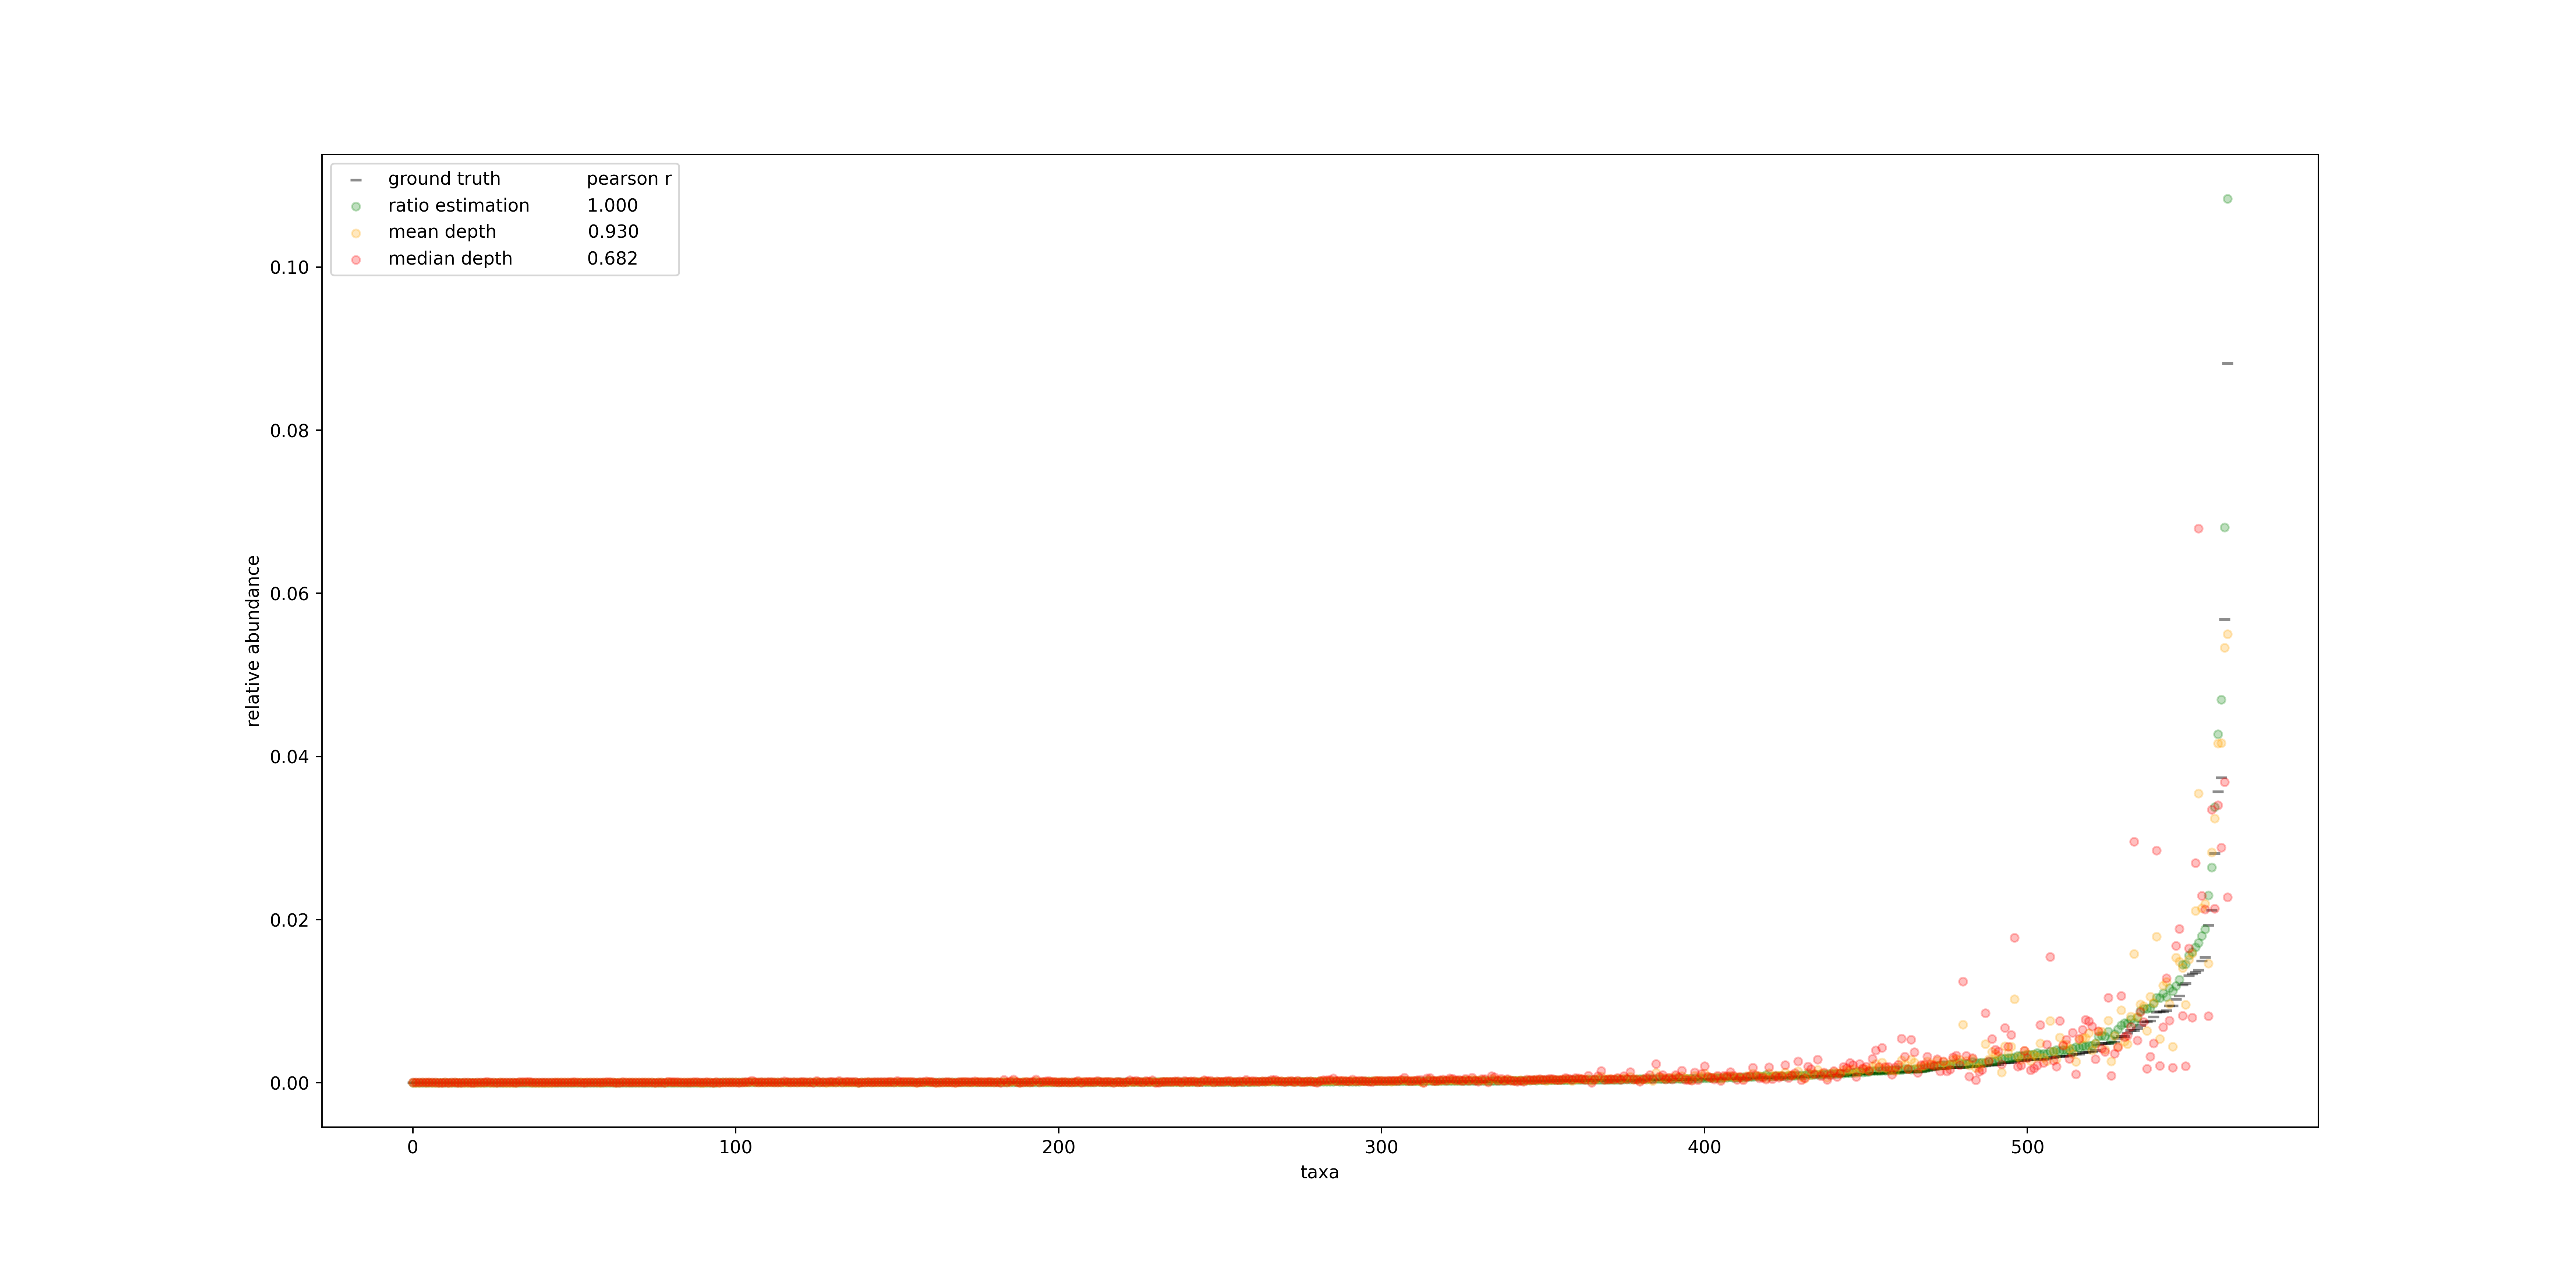 ground truth pearson r
ratio estimation 1.000
mean depth 0.930
median depth 0.682
0.10
0.08
0.06
0.04
0.02
0.00
relative abundance
0 100 200 300 400 500
taxa